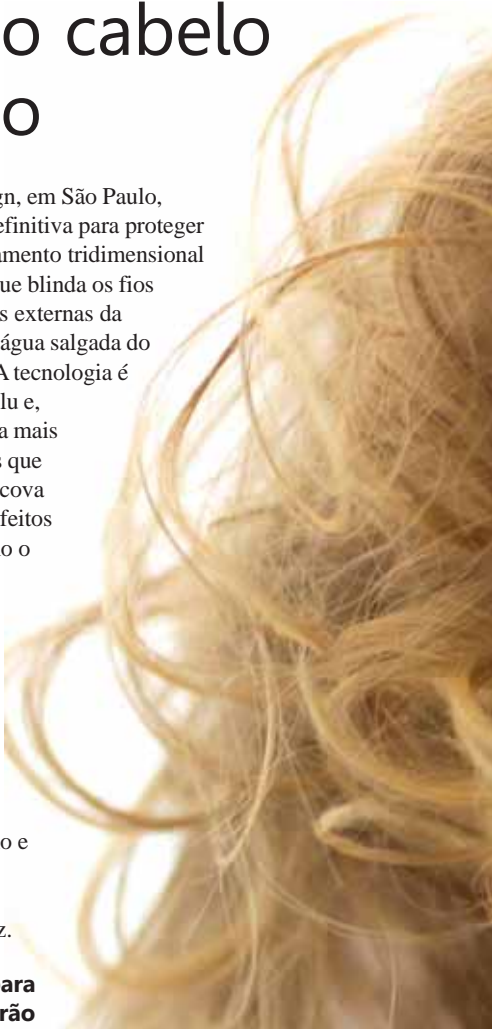 o cabelo
o
gn, em São Paulo,
efinitiva para proteger
amento tridimensional
ue blinda os fios
s externas da
água salgada do
A tecnologia é
lu e,
a mais
s que
cova
feitos
o o
o e
z.
ara
rão